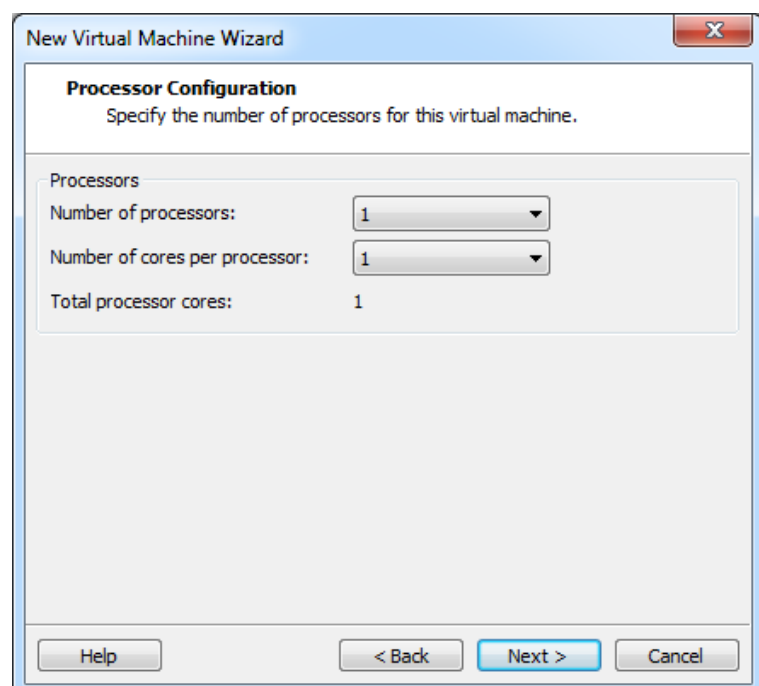 New Virtual Machine Wizard
Processor Configuration
Specify the number of processors for this virtual machine.
Processors
Number of processors: 1
Number of cores per processor: 1
Total processor cores: 1
Help < Back Next > Cancel